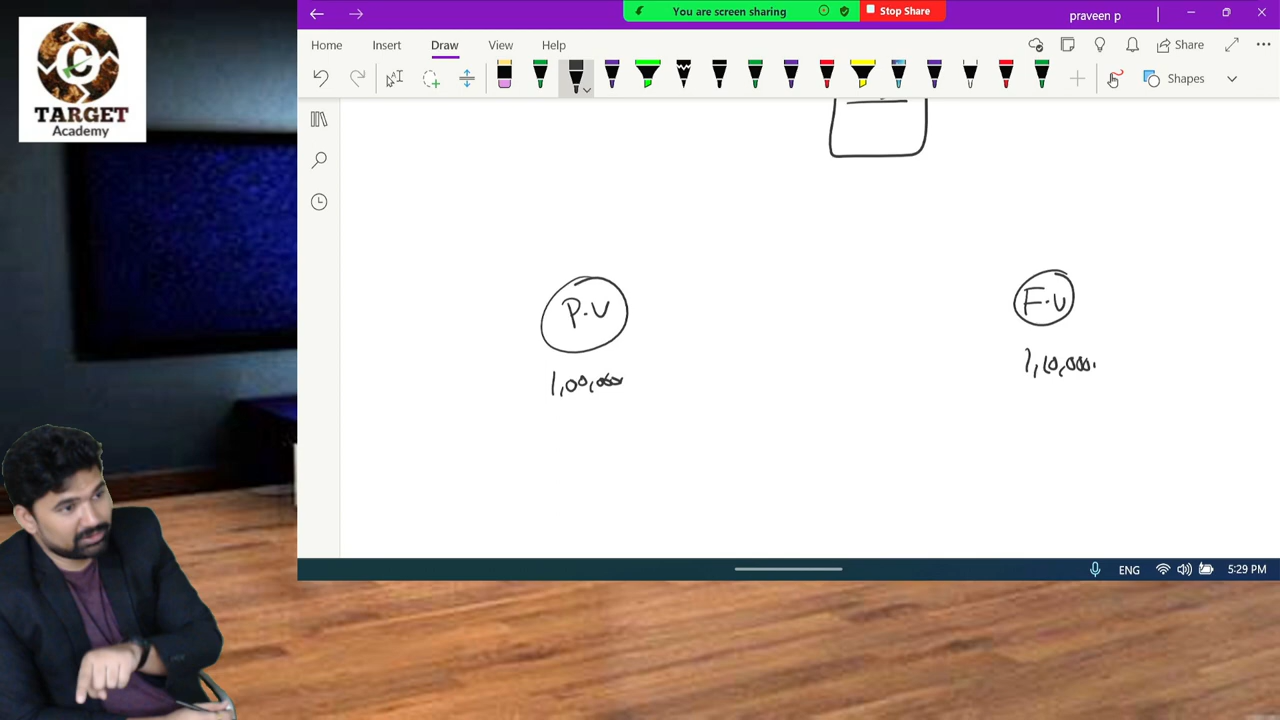 TARGET
Academy
You are screen sharing
Stop Share
praveen p
Home
Insert
Draw
View
Help
Share
Shapes
P.V
F.V
1,00,000
1,10,000.
ENG
5:29 PM